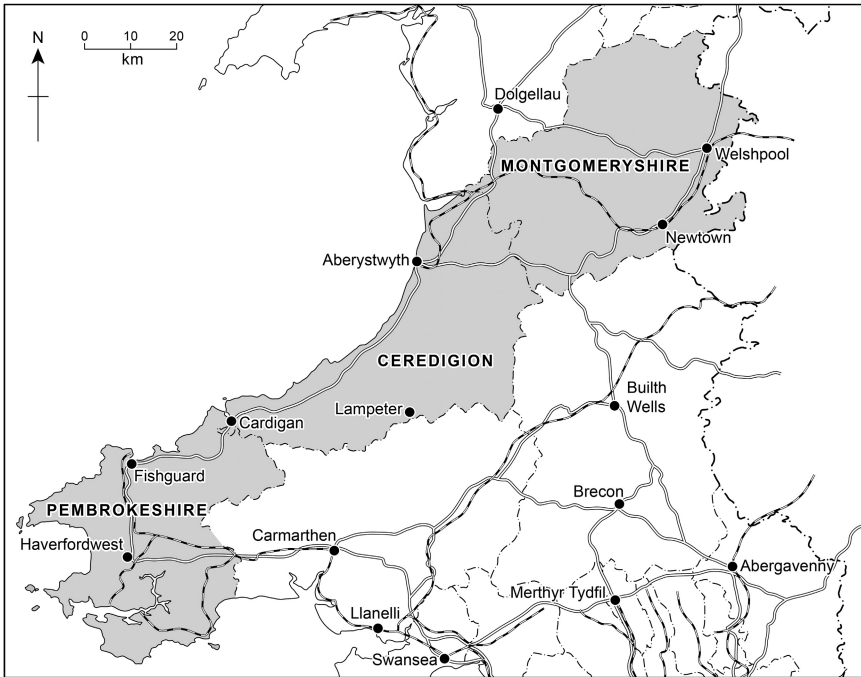 N
0 10 20
km
Dolgellau
Welshpool
MONTGOMERYSHIRE
Newtown
Aberystwyth
CEREDIGION
Builth
Wells
Lampeter
Cardigan
Fishguard
Brecon
PEMBROKESHIRE
Carmarthen
Haverfordwest
Abergavenny
Merthyr Tydfil
Llanelli
Swansea